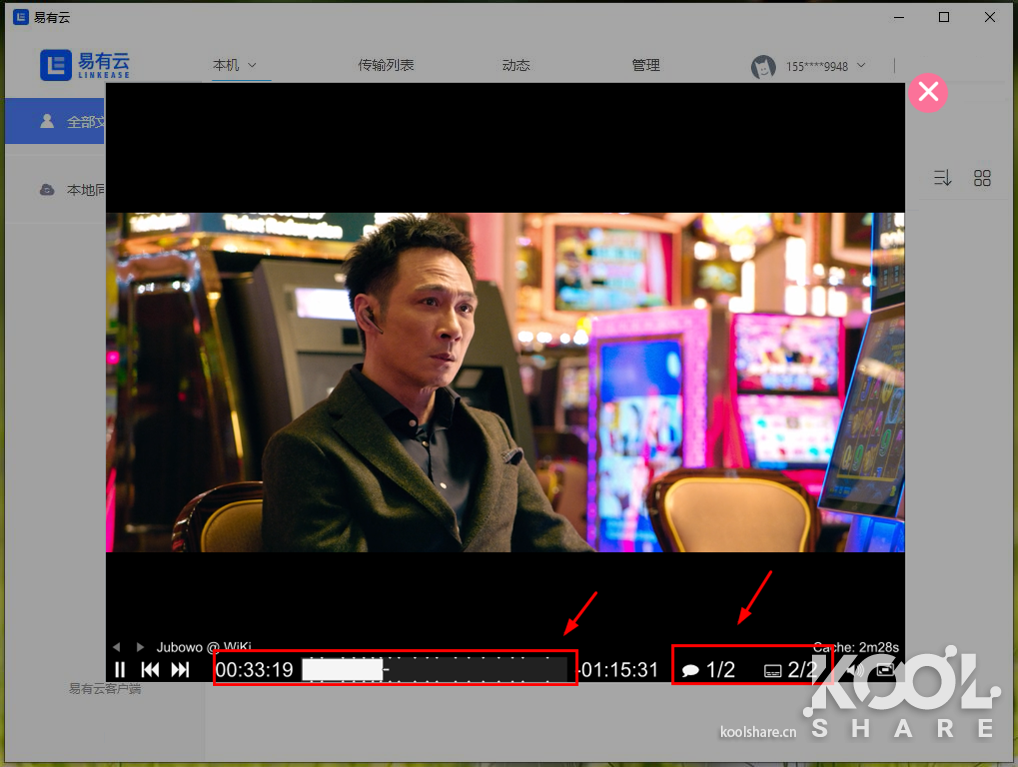 易有云
易有云
LINKEASE
本机
传输列表
动态
管理
155****9948
全部文
本地同
Ticket Redemption
Jubowo @ WiKi
Cache: 2m28s
00:33:19
-01:15:31
1/2
2/2
易有云客户端
KOOL
SHARE
koolshare.cn